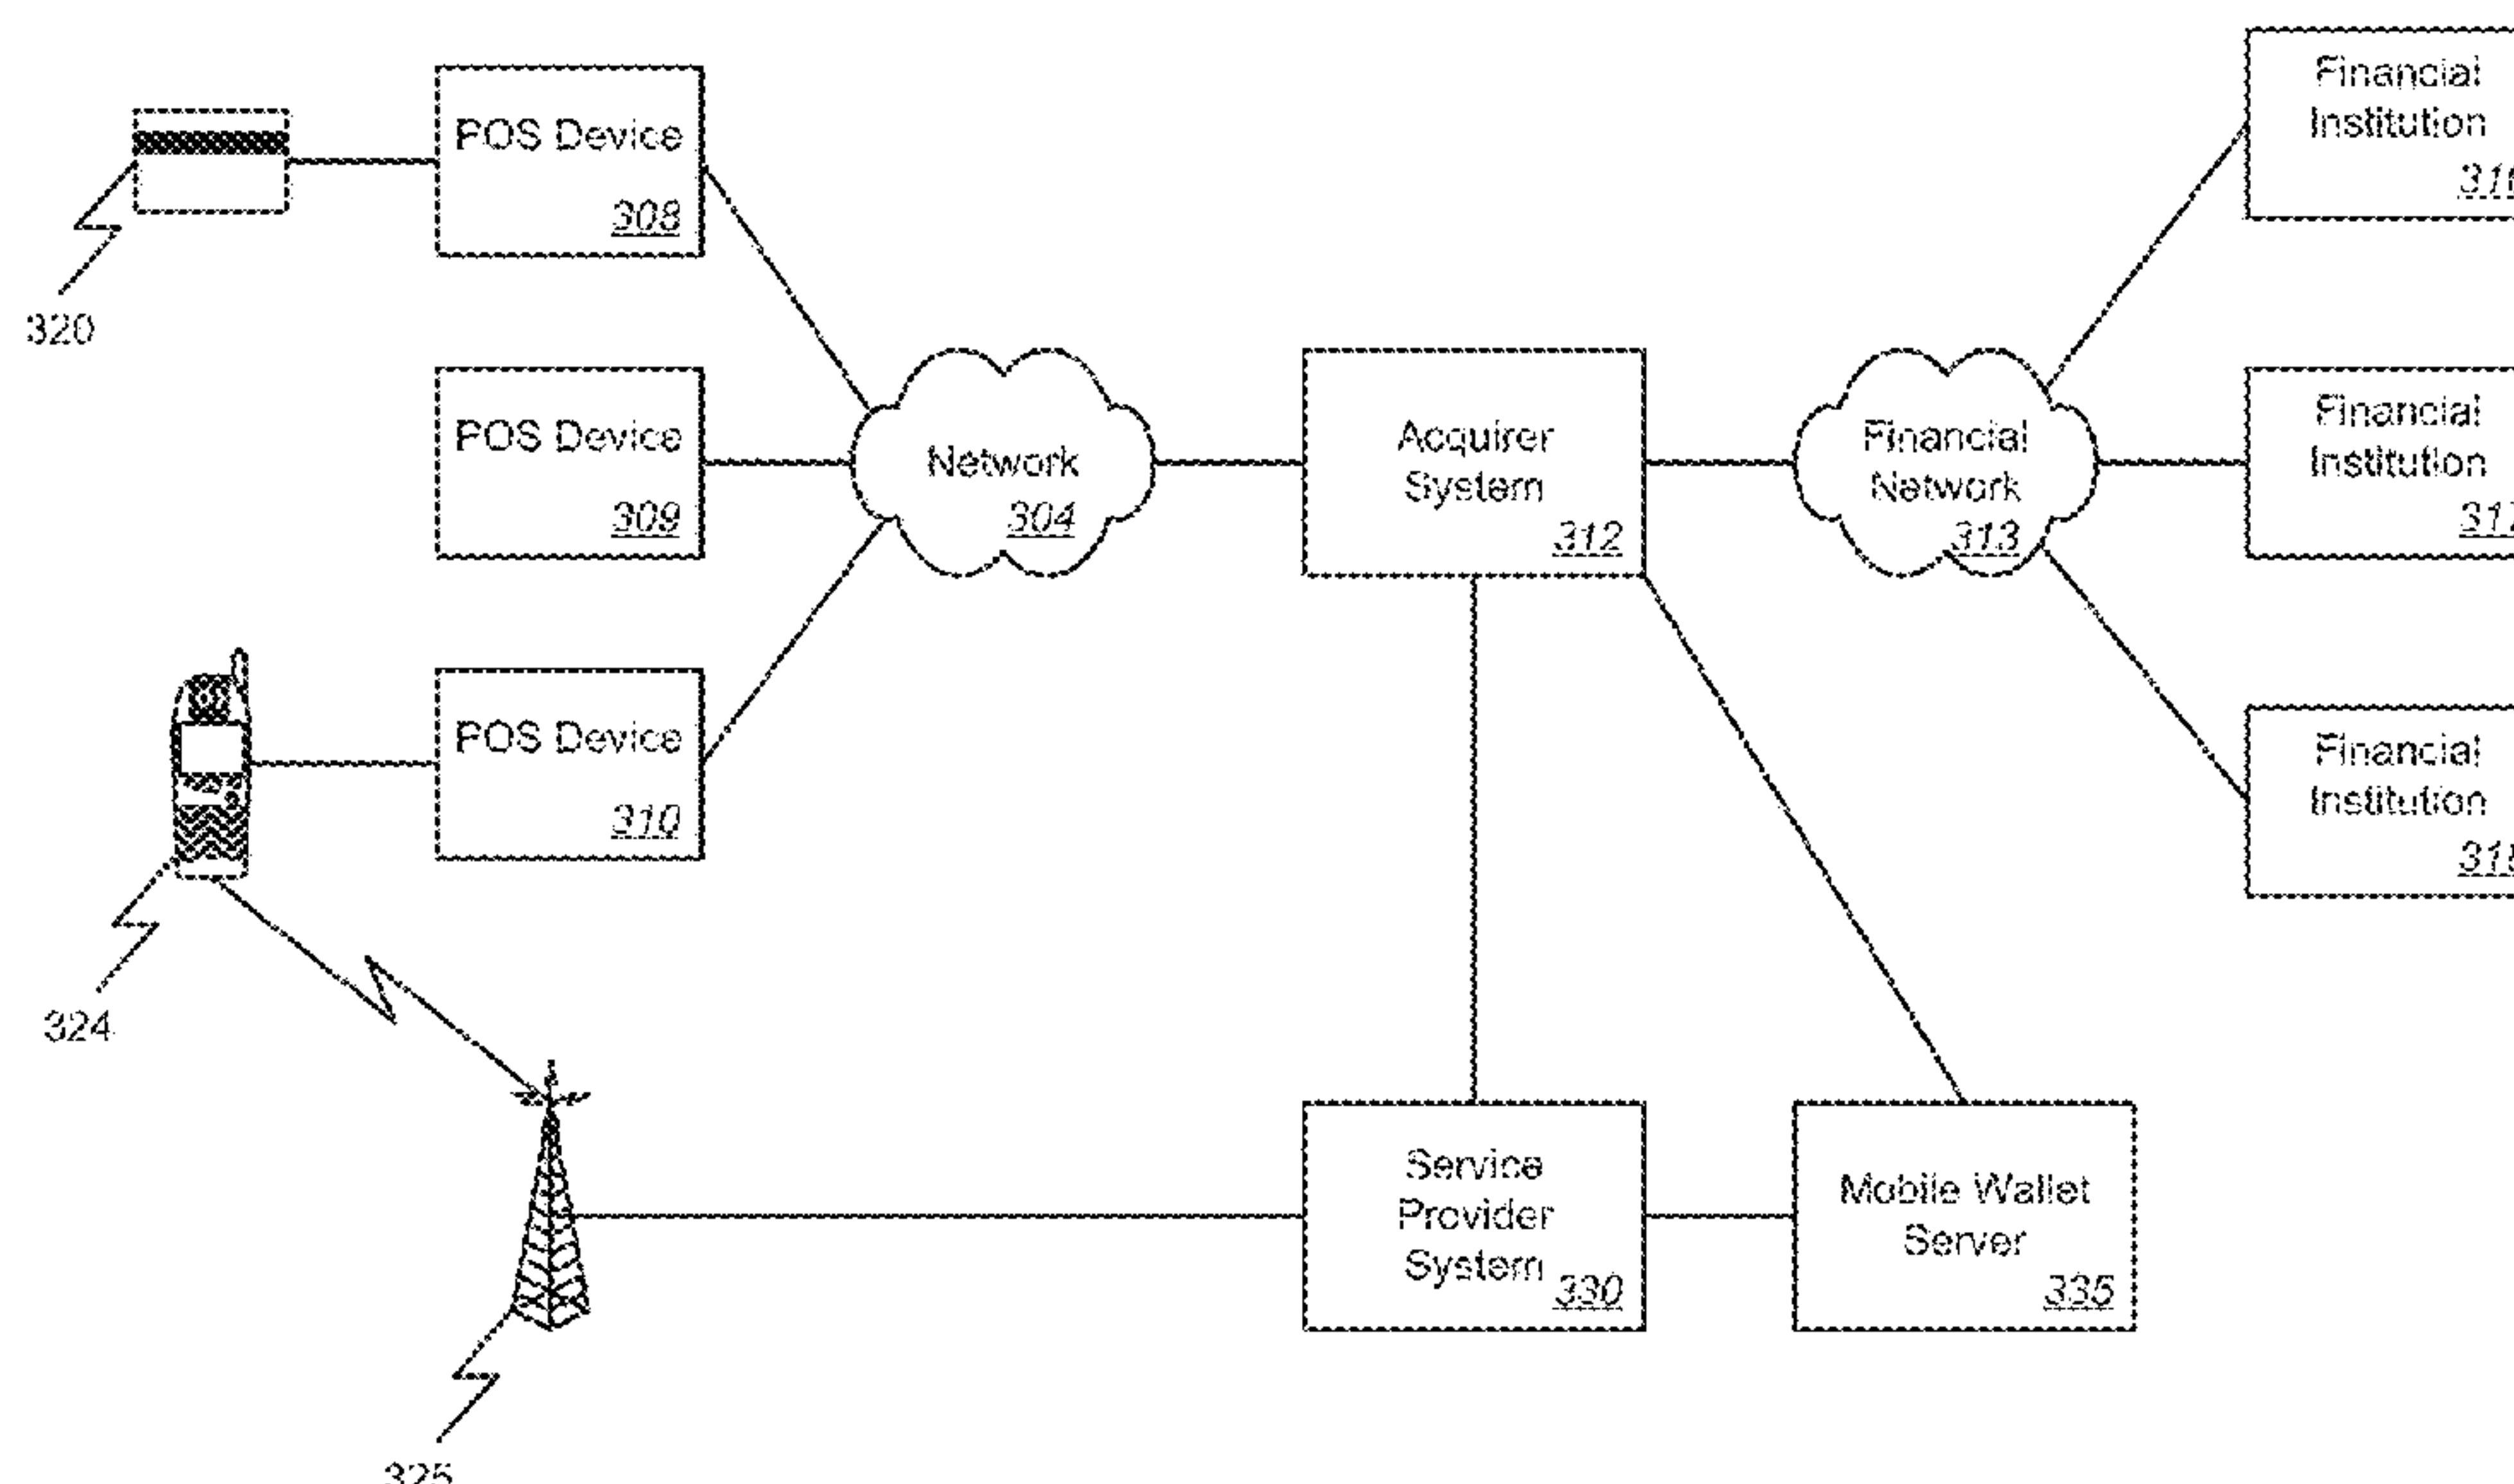 POS Device
308
320
POS Device
309
POS Device
310
324
325
Network
304
Acquirer
System
312
Financial
Network
313
Financial
Institution
Financial
Institution
Financial
Institution
Service
Provider
System
330
Mobile Wallet
Server
335